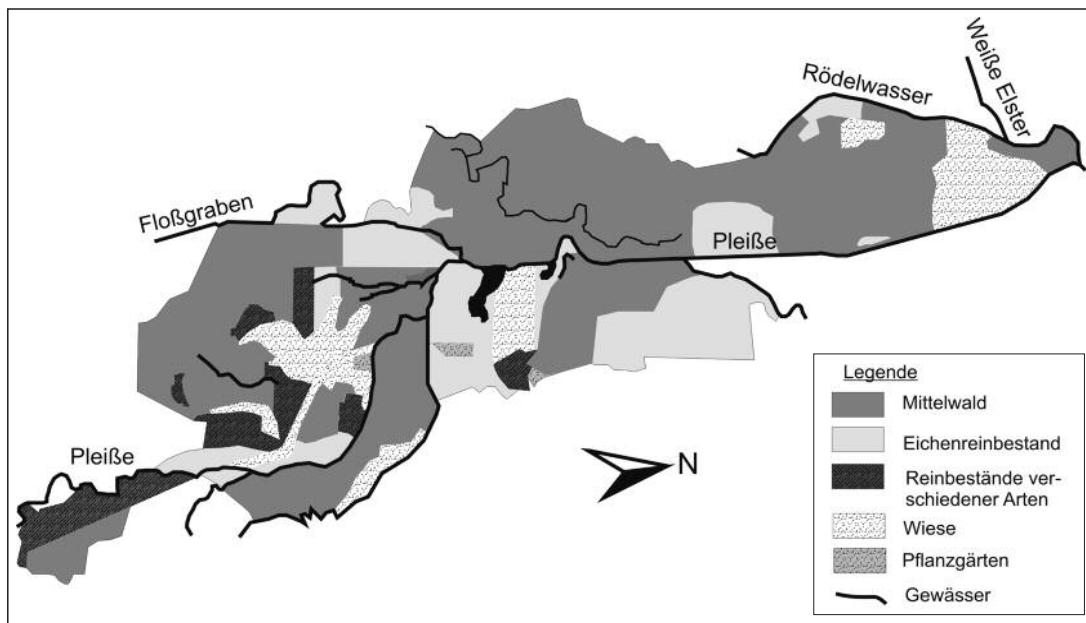 Weiße Elster
Rödelwasser
Floßgraben
Pleiße
Pleiße
N
Legende
Mittelwald
Eichenreinbestand
Reinbestände ver-
schiedener Arten
Wiese
Pflanzgärten
Gewässer